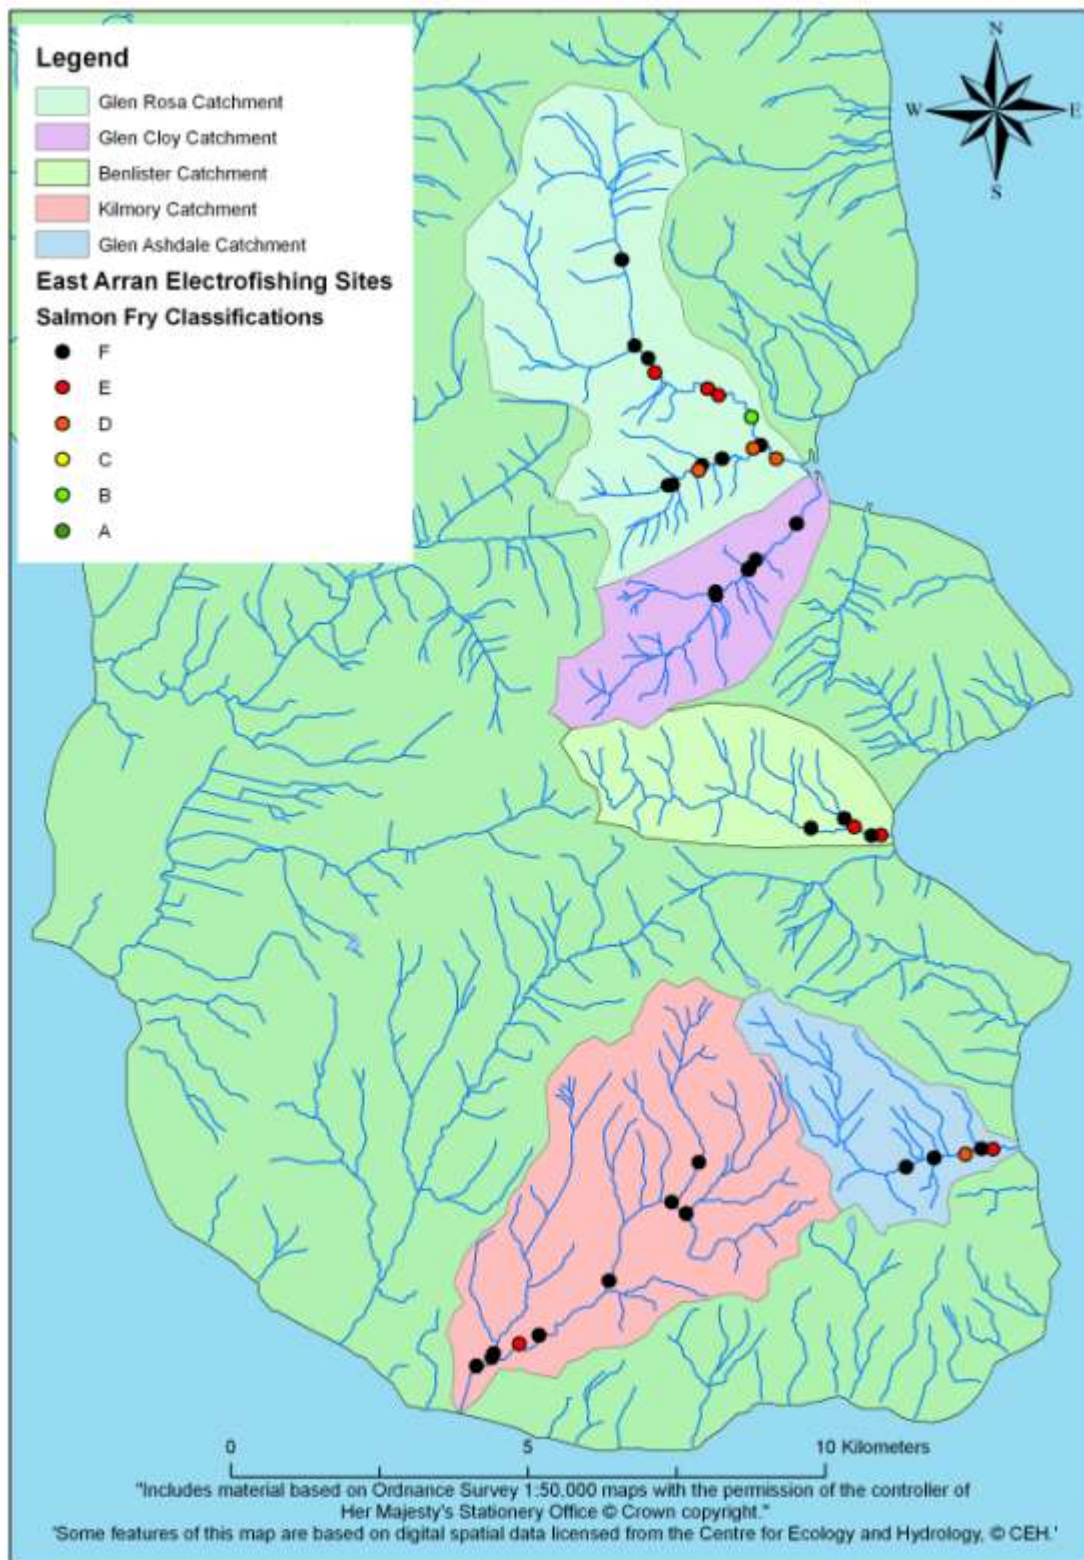 Legend
Glen Rosa Catchment
Glen Cloy Catchment
Benlister Catchment
Kilmory Catchment
Glen Ashdale Catchment
East Arran Electrofishing Sites
Salmon Fry Classifications
F
E
D
C
B
A
N
W E
S
0 5 10 Kilometers
"Includes material based on Ordnance Survey 1:50,000 maps with the permission of the controller of
Her Majesty's Stationery Office © Crown copyright."
'Some features of this map are based on digital spatial data licensed from the Centre for Ecology and Hydrology, © CEH.'